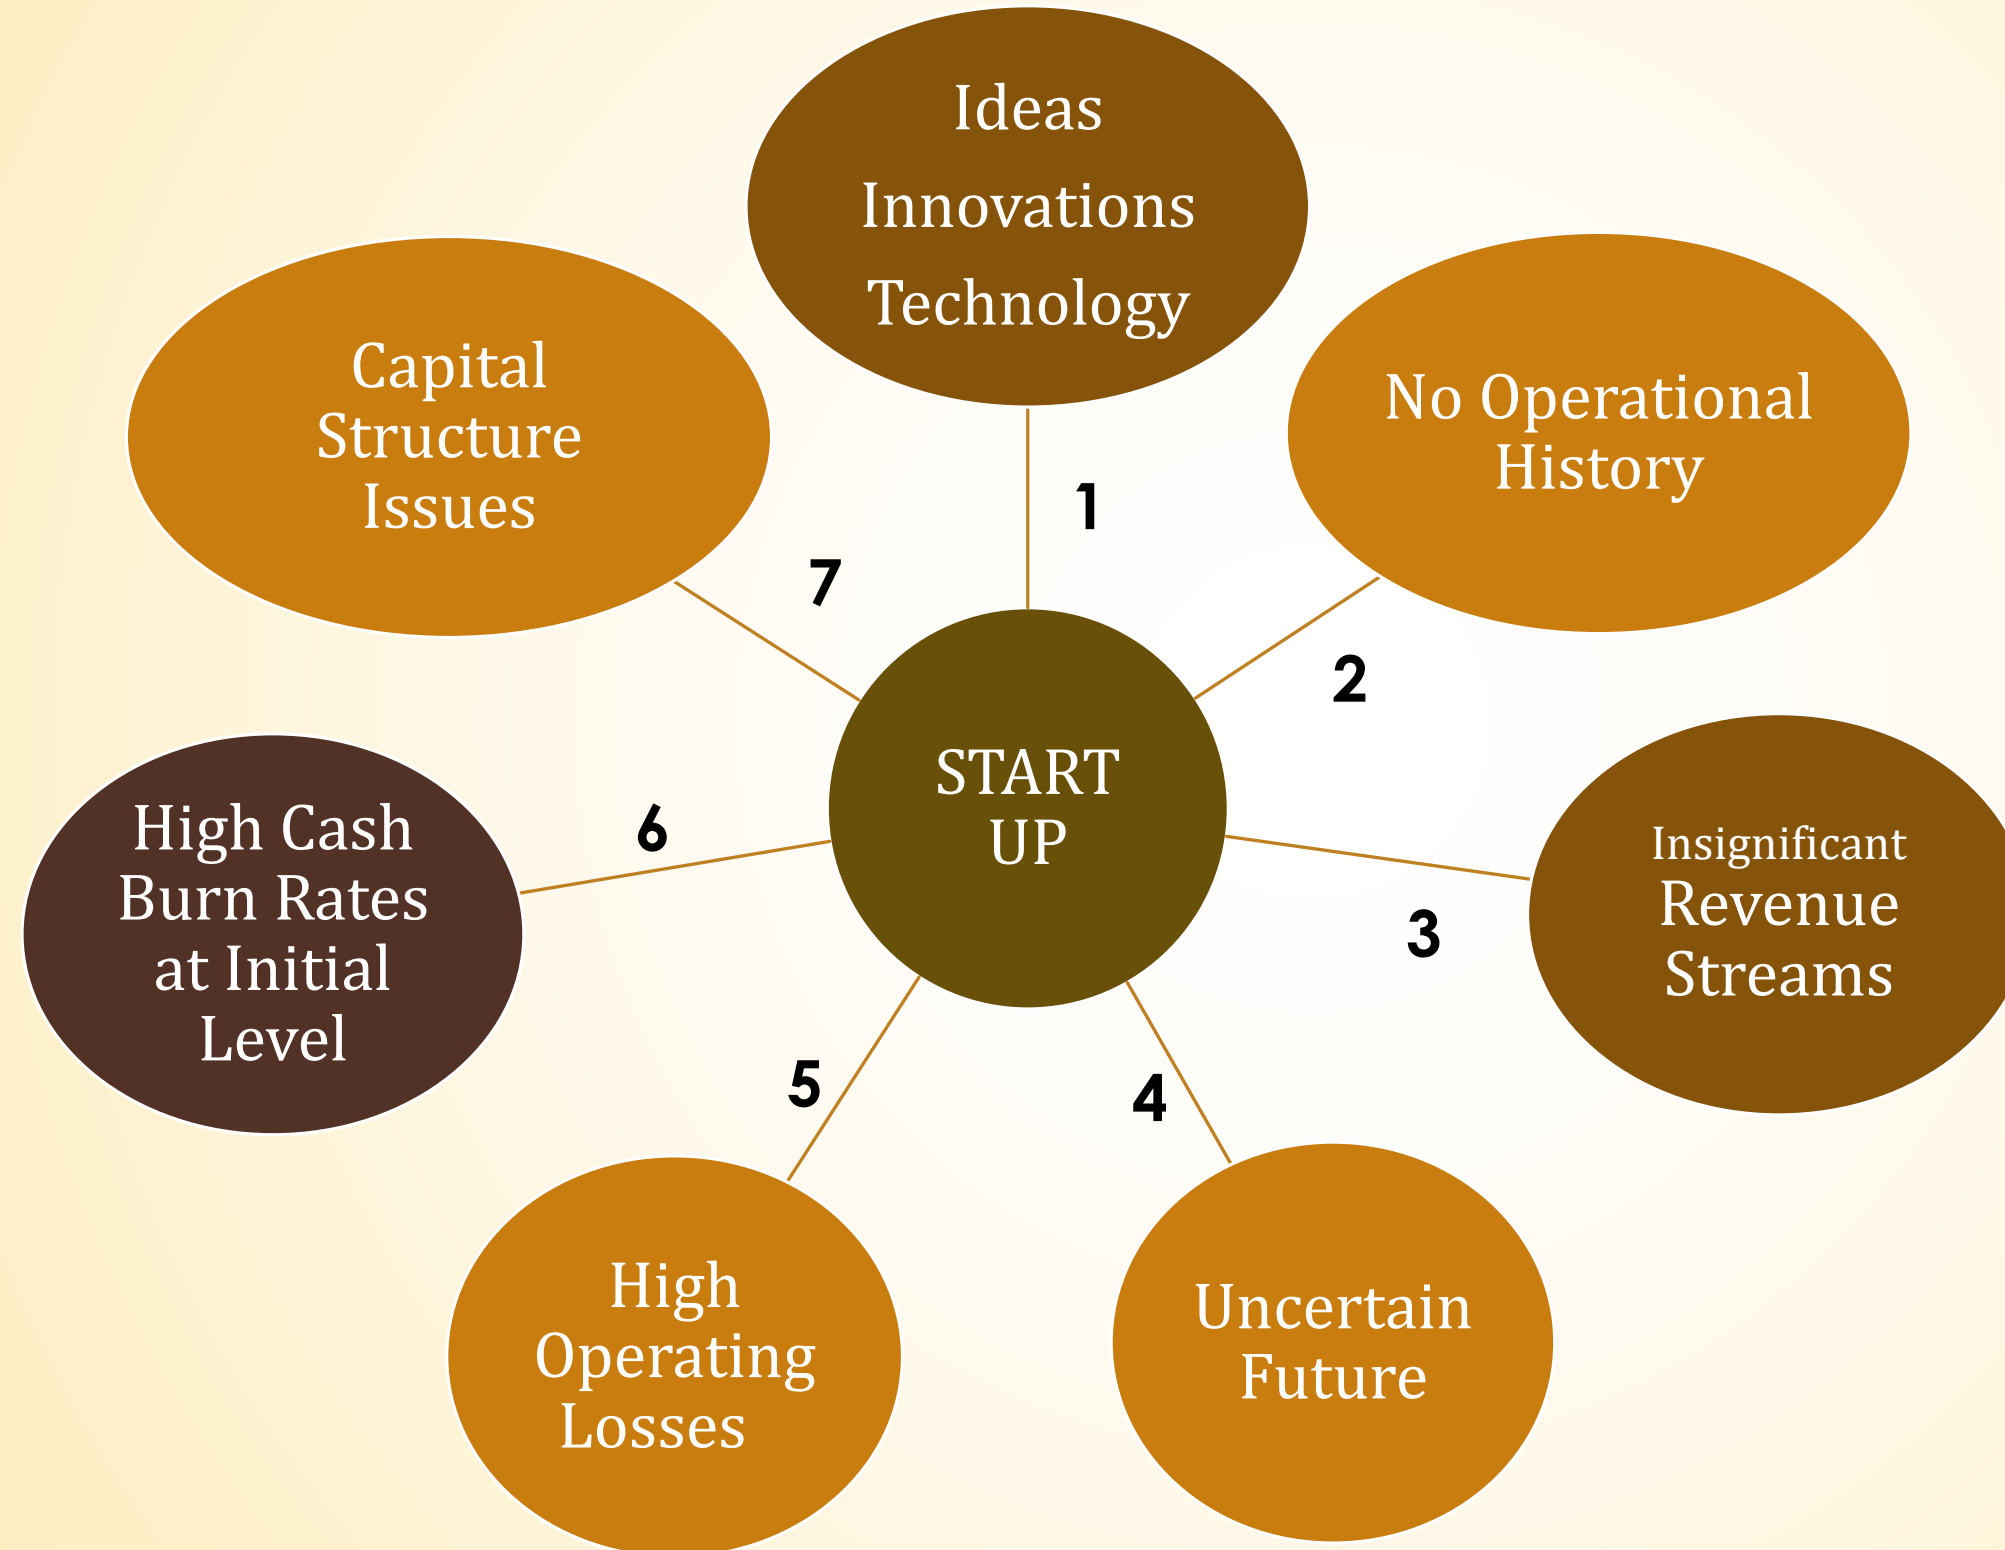 Ideas
Innovations
Technology
1
No Operational
History
2
Insignificant
Revenue
Streams
3
Uncertain
Future
4
High
Operating
Losses
5
High Cash
Burn Rates
at Initial
Level
6
Capital
Structure
Issues
7
START
UP